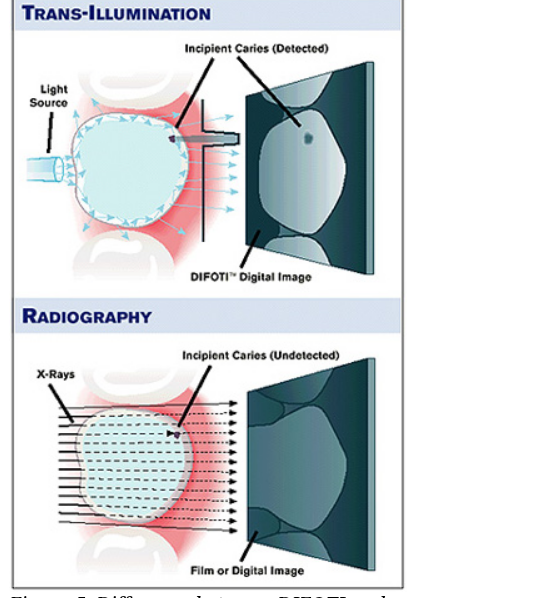 TRANS-ILLUMINATION
Incipient Caries (Detected)
Light
Source
DIFOTI™ Digital Image
RADIOGRAPHY
Incipient Caries (Undetected)
X-Rays
Film or Digital Image